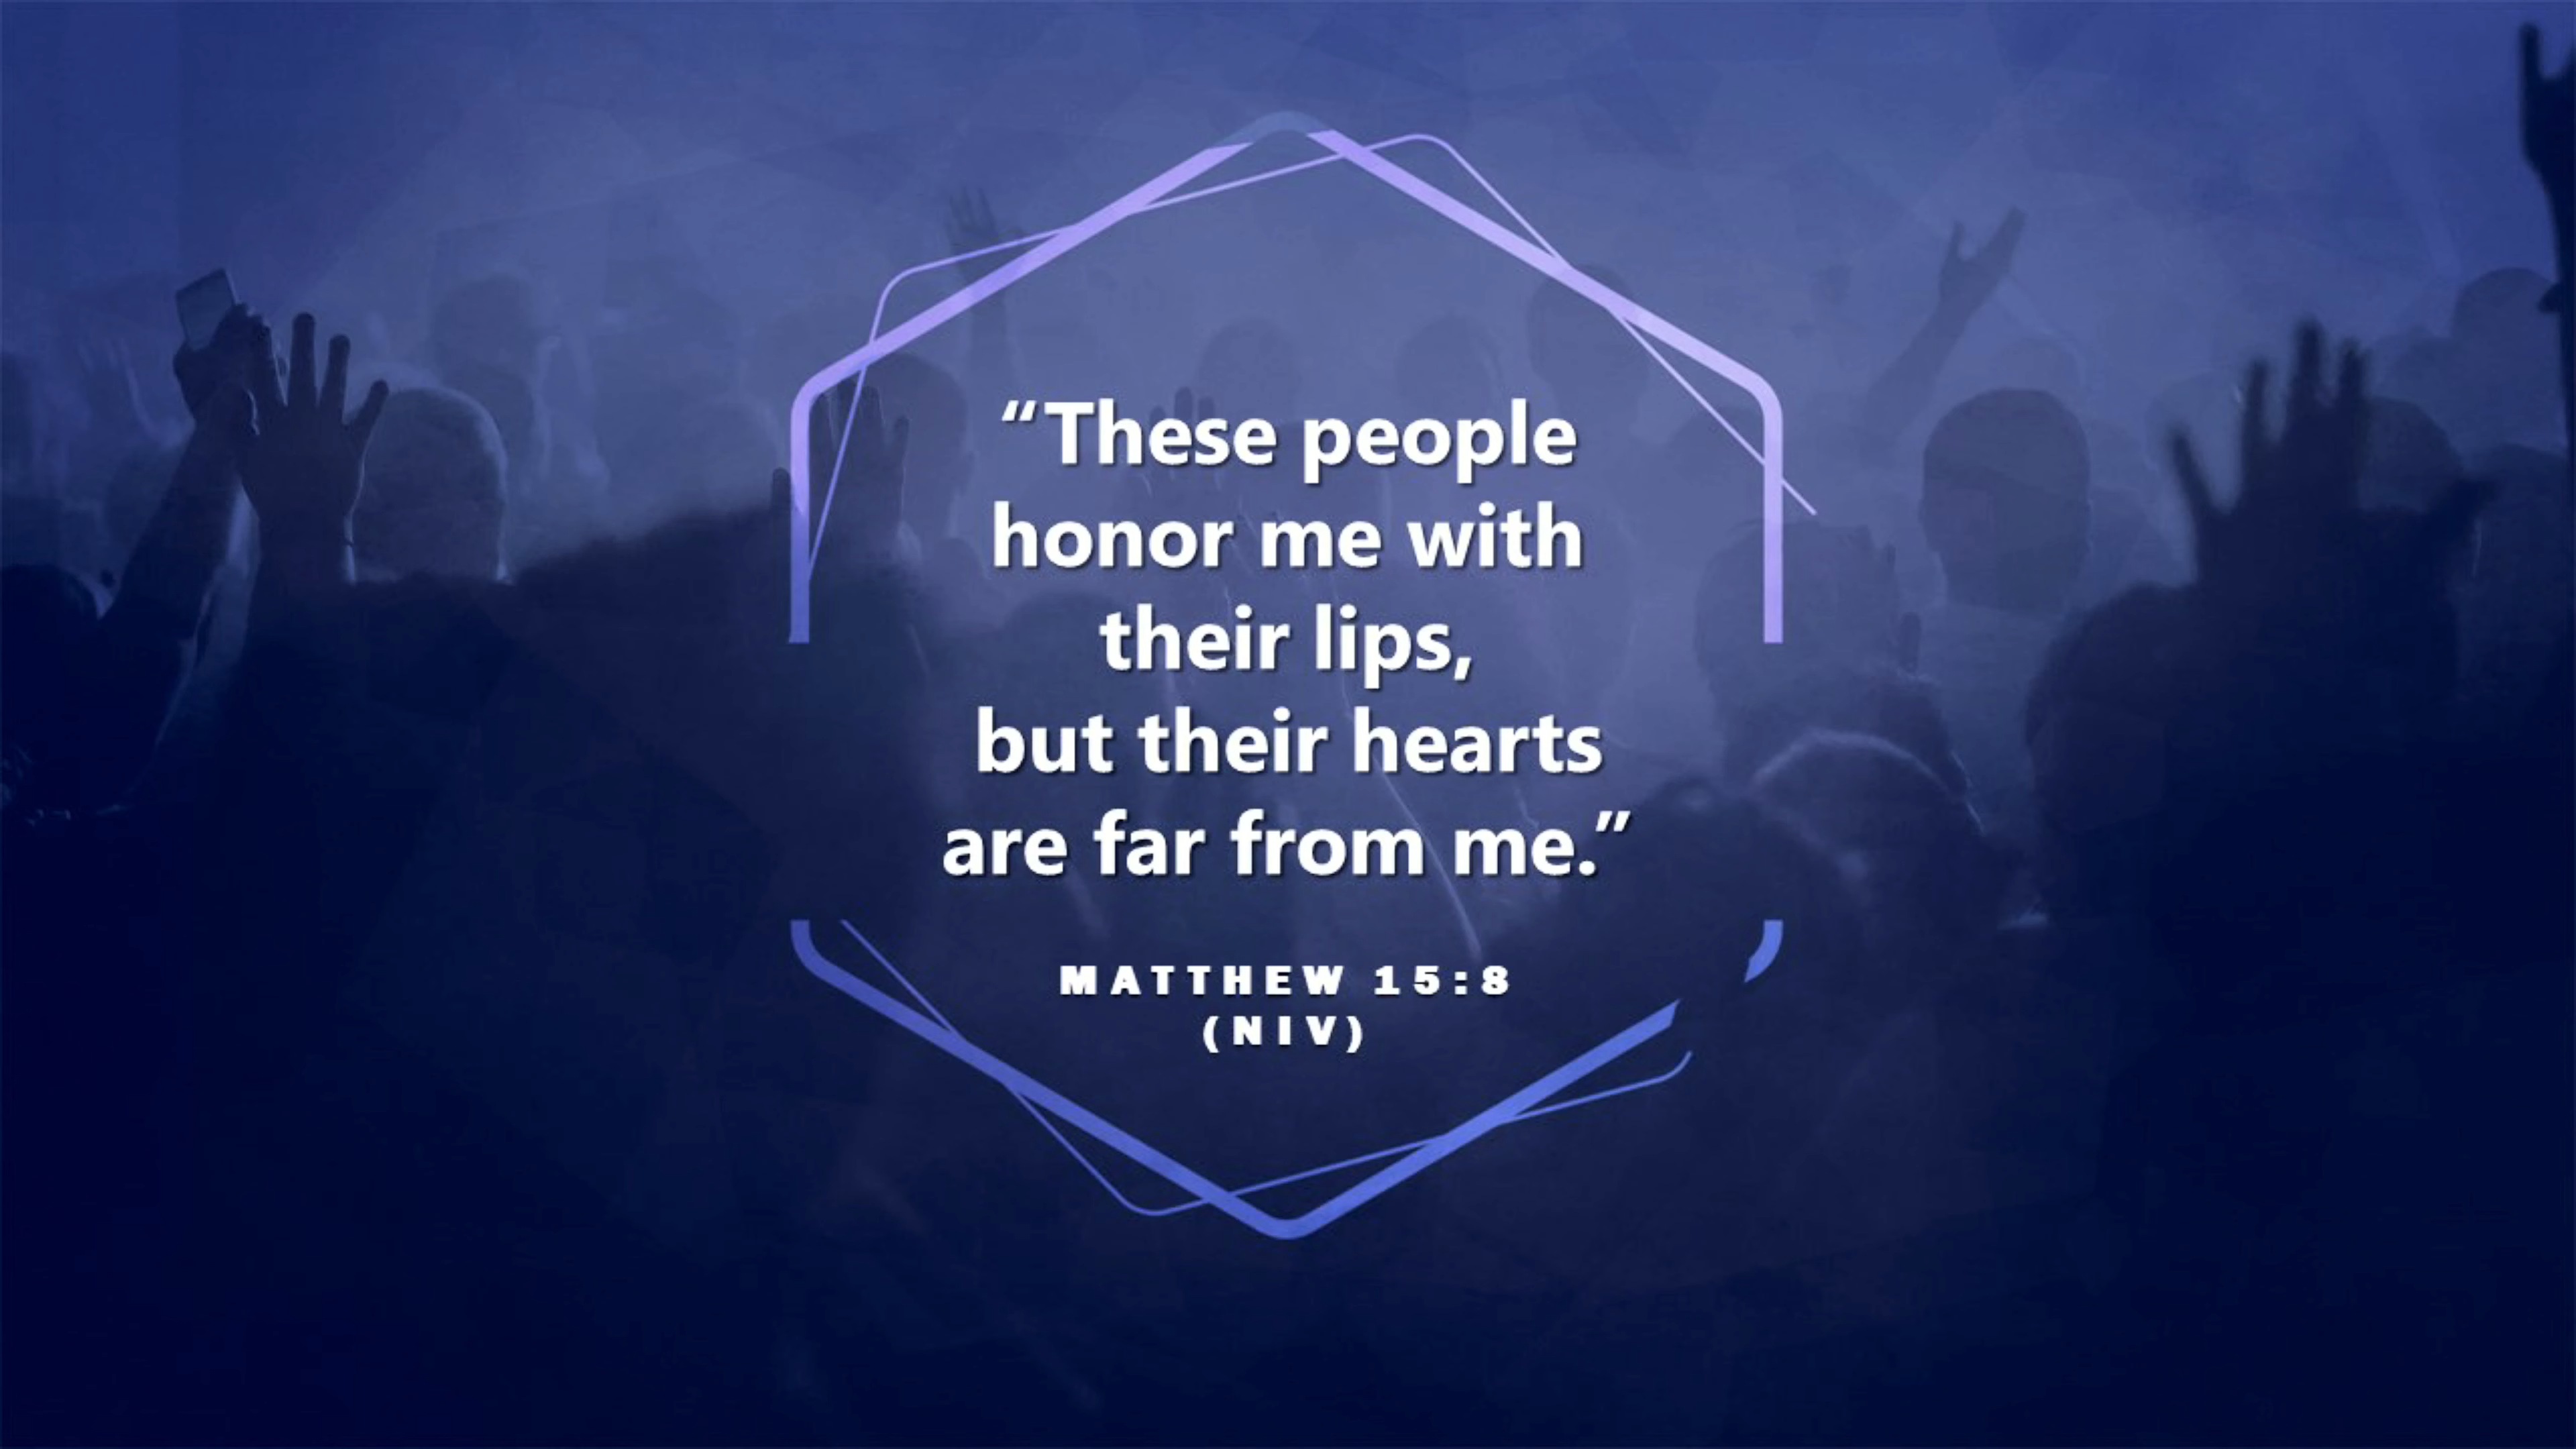 “These people
honor me with
their lips,
but their hearts
are far from me.”
MATTHEW 15:8
(NIV)